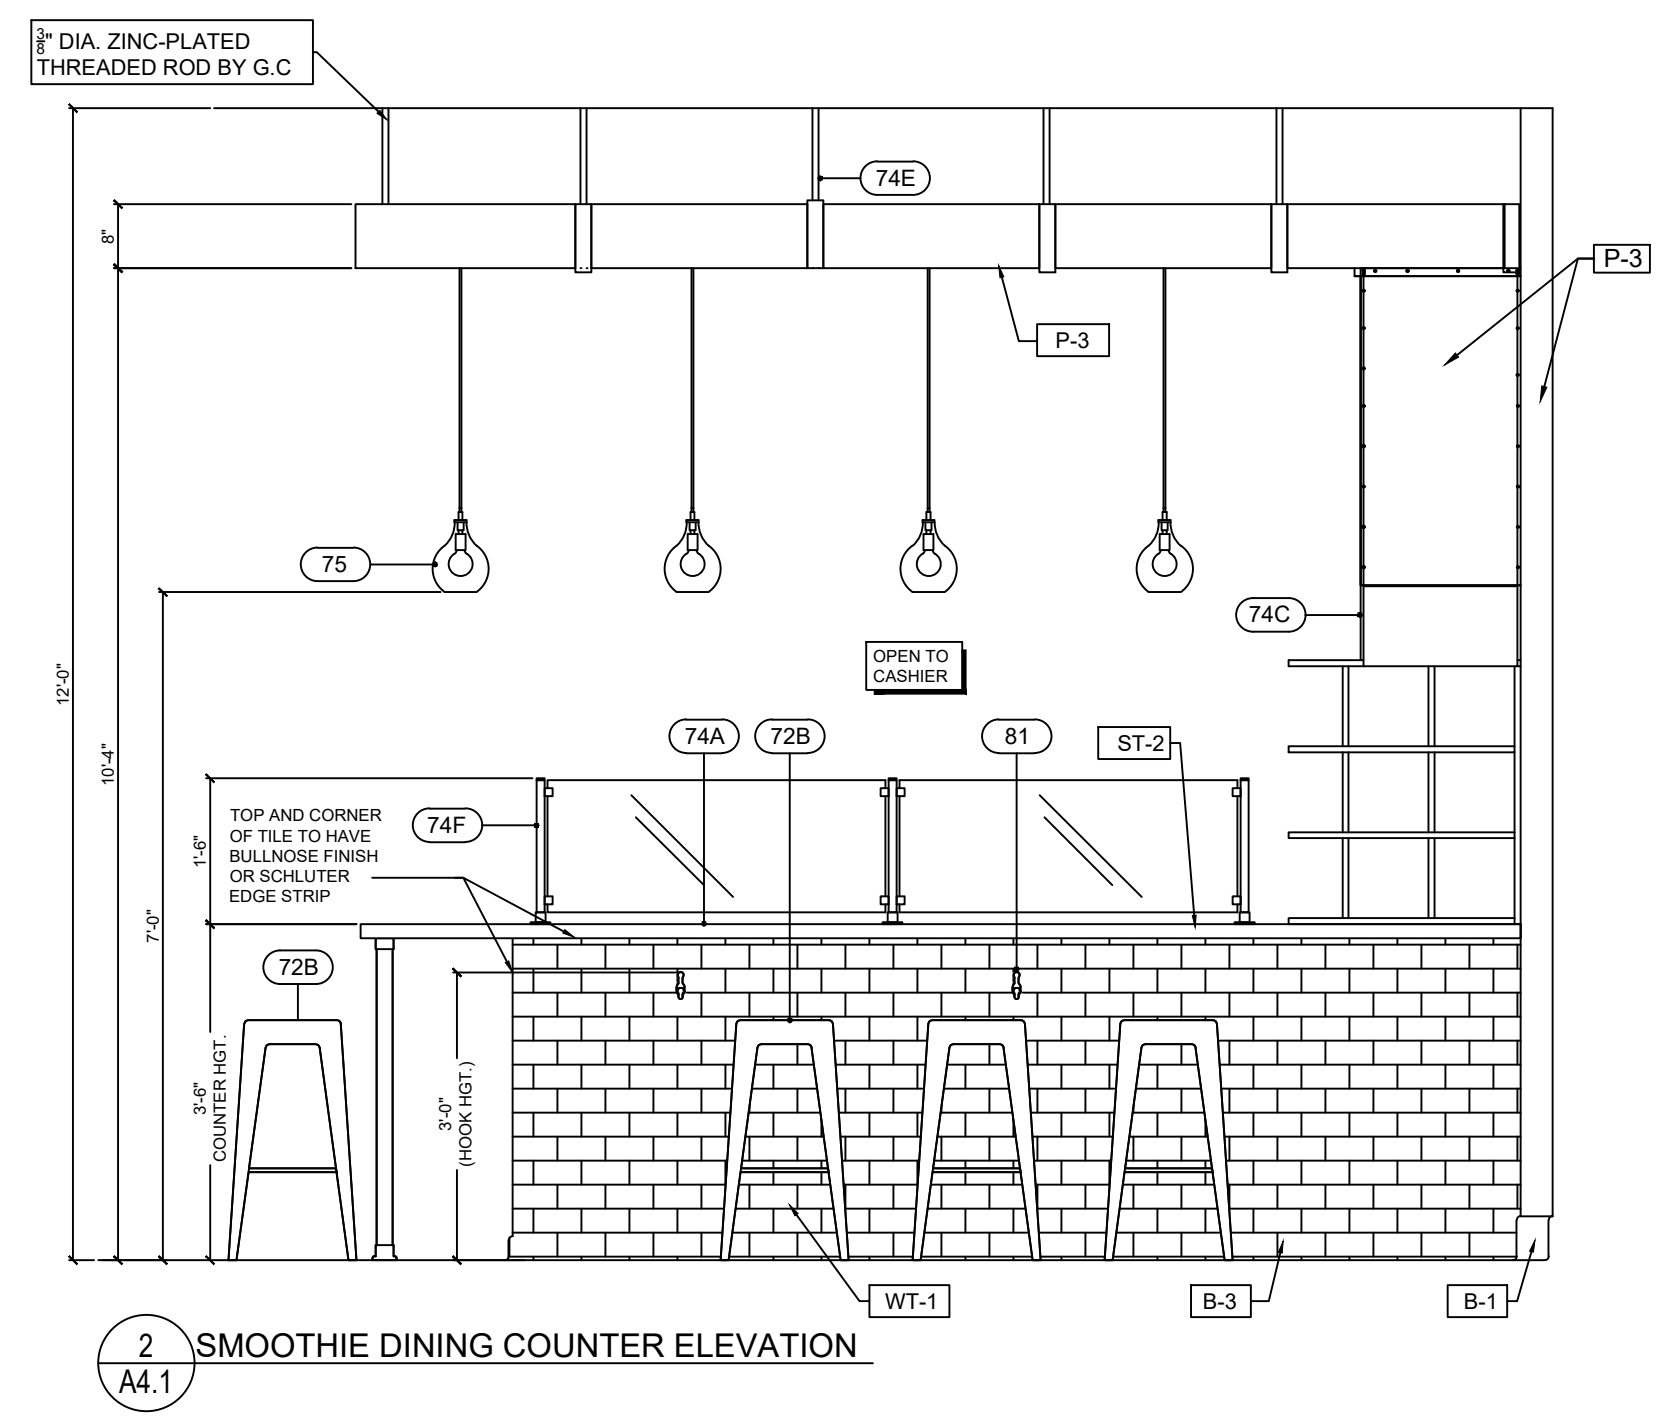 3/8" DIA. ZINC-PLATED
THREADED ROD BY G.C
74E
8"
P-3
P-3
75
74C
OPEN TO
CASHIER
12'-0"
10'-4"
74A
72B
81
ST-2
1'-6"
TOP AND CORNER
OF TILE TO HAVE
BULLNOSE FINISH
OR SCHLUTER
EDGE STRIP
74F
7'-0"
72B
3'-6"
COUNTER HGT.
3'-0"
(HOOK HGT.)
WT-1
B-3
B-1
2
A4.1
SMOOTHIE DINING COUNTER ELEVATION